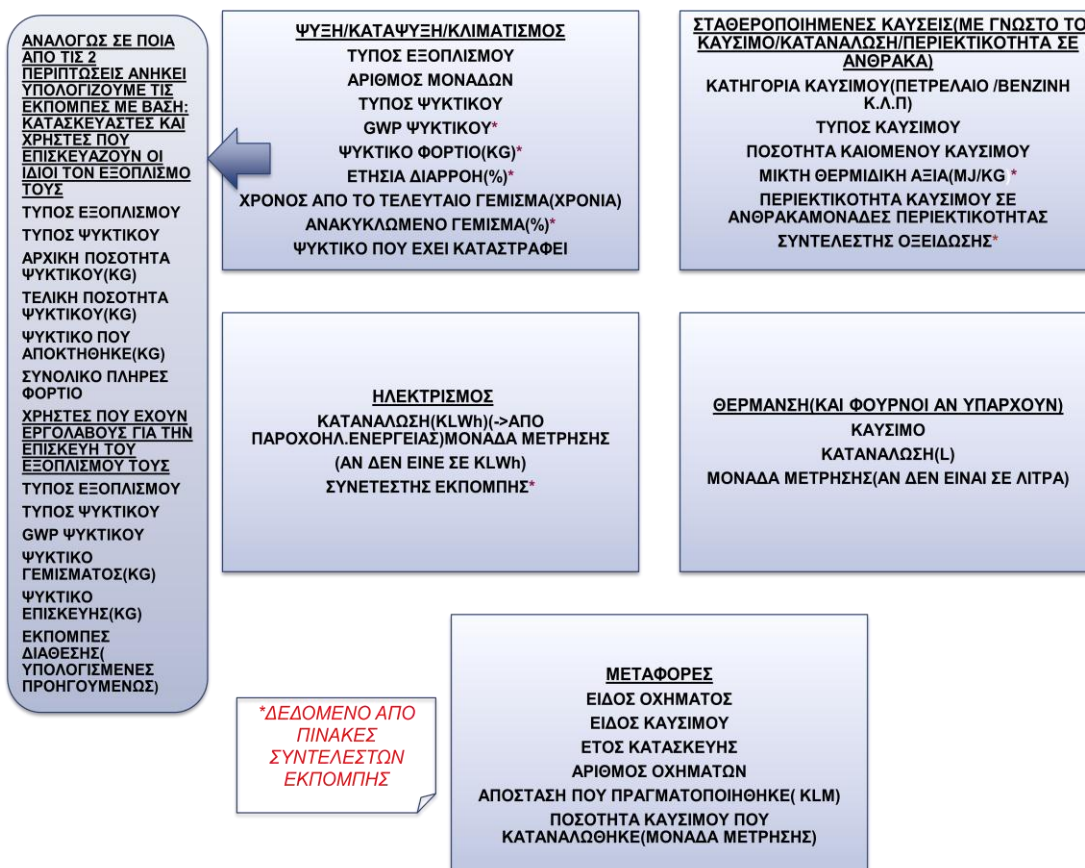 ΑΝΑΛΟΓΩΣ ΣΕ ΠΟΙΑ
ΑΠΟ ΤΙΣ 2
ΠΕΡΙΠΤΩΣΕΙΣ ΑΝΗΚΕΙ
ΥΠΟΛΟΓΙΖΟΥΜΕ ΤΙΣ
ΕΚΠΟΜΠΕΣ ΜΕ ΒΑΣΗ:
ΚΑΤΑΣΚΕΥΑΣΤΕΣ ΚΑΙ
ΧΡΗΣΤΕΣ ΠΟΥ
ΕΠΙΣΚΕΥΑΖΟΥΝ ΟΙ
ΙΔΙΟΙ ΤΟΝ ΕΞΟΠΛΙΣΜΟ
ΤΟΥΣ
ΤΥΠΟΣ ΕΞΟΠΛΙΣΜΟΥ
ΤΥΠΟΣ ΨΥΚΤΙΚΟΥ
ΑΡΧΙΚΗ ΠΟΣΟΤΗΤΑ
ΨΥΚΤΙΚΟΥ(KG)
ΤΕΛΙΚΗ ΠΟΣΟΤΗΤΑ
ΨΥΚΤΙΚΟΥ(KG)
ΨΥΚΤΙΚΟ ΠΟΥ
ΑΠΟΚΤΗΘΗΚΕ(KG)
ΣΥΝΟΛΙΚΟ ΠΛΗΡΕΣ
ΦΟΡΤΙΟ
ΧΡΗΣΤΕΣ ΠΟΥ ΕΧΟΥΝ
ΕΡΓΟΛΑΒΟΥΣ ΓΙΑ ΤΗΝ
ΕΠΙΣΚΕΥΗ ΤΟΥ
ΕΞΟΠΛΙΣΜΟΥ ΤΟΥΣ
ΤΥΠΟΣ ΕΞΟΠΛΙΣΜΟΥ
ΤΥΠΟΣ ΨΥΚΤΙΚΟΥ
GWP ΨΥΚΤΙΚΟΥ
ΨΥΚΤΙΚΟ
ΓΕΜΙΣΜΑΤΟΣ(KG)
ΨΥΚΤΙΚΟ
ΕΠΙΣΚΕΥΗΣ(KG)
ΕΚΠΟΜΠΕΣ
ΔΙΑΘΕΣΗΣ(
ΥΠΟΛΟΓΙΣΜΕΝΕΣ
ΠΡΟΗΓΟΥΜΕΝΩΣ)
ΨΥΞΗ/ΚΑΤΑΨΥΞΗ/ΚΛΙΜΑΤΙΣΜΟΣ
ΤΥΠΟΣ ΕΞΟΠΛΙΣΜΟΥ
ΑΡΙΘΜΟΣ ΜΟΝΑΔΩΝ
ΤΥΠΟΣ ΨΥΚΤΙΚΟΥ
GWP ΨΥΚΤΙΚΟΥ*
ΨΥΚΤΙΚΟ ΦΟΡΤΙΟ(KG)*
ΕΤΗΣΙΑ ΔΙΑΡΡΟΗ(%)*
ΧΡΟΝΟΣ ΑΠΟ ΤΟ ΤΕΛΕΥΤΑΙΟ ΓΕΜΙΣΜΑ(ΧΡΟΝΙΑ)
ΑΝΑΚΥΚΛΩΜΕΝΟ ΓΕΜΙΣΜΑ(%)*
ΨΥΚΤΙΚΟ ΠΟΥ ΕΧΕΙ ΚΑΤΑΣΤΡΑΦΕΙ
ΣΤΑΘΕΡΟΠΟΙΗΜΕΝΕΣ ΚΑΥΣΕΙΣ(ΜΕ ΓΝΩΣΤΟ ΤΟ
ΚΑΥΣΙΜΟ/ΚΑΤΑΝΑΛΩΣΗ/ΠΕΡΙΕΚΤΙΚΟΤΗΤΑ ΣΕ
ΑΝΘΡΑΚΑ)
ΚΑΤΗΓΟΡΙΑ ΚΑΥΣΙΜΟΥ(ΠΕΤΡΕΛΑΙΟ /ΒΕΝΖΙΝΗ
Κ.Λ.Π)
ΤΥΠΟΣ ΚΑΥΣΙΜΟΥ
ΠΟΣΟΤΗΤΑ ΚΑΙΟΜΕΝΟΥ ΚΑΥΣΙΜΟΥ
ΜΙΚΤΗ ΘΕΡΜΙΔΙΚΗ ΑΞΙΑ(MJ/KG)*
ΠΕΡΙΕΚΤΙΚΟΤΗΤΑ ΚΑΥΣΙΜΟΥ ΣΕ
ΑΝΘΡΑΚΑΜΟΝΑΔΕΣ ΠΕΡΙΕΚΤΙΚΟΤΗΤΑΣ
ΣΥΝΤΕΛΕΣΤΗΣ ΟΞΕΙΔΩΣΗΣ*
ΗΛΕΚΤΡΙΣΜΟΣ
ΚΑΤΑΝΑΛΩΣΗ(KLWh)(->ΑΠΟ
ΠΑΡΟΧΟΗΛ.ΕΝΕΡΓΕΙΑΣ)ΜΟΝΑΔΑ ΜΕΤΡΗΣΗΣ
(ΑΝ ΔΕΝ ΕΙΝΕ ΣΕ KLWh)
ΣΥΝΕΤΕΣΤΗΣ ΕΚΠΟΜΠΗΣ*
ΘΕΡΜΑΝΣΗ(ΚΑΙ ΦΟΥΡΝΟΙ ΑΝ ΥΠΑΡΧΟΥΝ)
ΚΑΥΣΙΜΟ
ΚΑΤΑΝΑΛΩΣΗ(L)
ΜΟΝΑΔΑ ΜΕΤΡΗΣΗΣ(ΑΝ ΔΕΝ ΕΙΝΑΙ ΣΕ ΛΙΤΡΑ)
*ΔΕΔΟΜΕΝΟ ΑΠΟ
ΠΙΝΑΚΕΣ
ΣΥΝΤΕΛΕΣΤΩΝ
ΕΚΠΟΜΠΗΣ
ΜΕΤΑΦΟΡΕΣ
ΕΙΔΟΣ ΟΧΗΜΑΤΟΣ
ΕΙΔΟΣ ΚΑΥΣΙΜΟΥ
ΕΤΟΣ ΚΑΤΑΣΚΕΥΗΣ
ΑΡΙΘΜΟΣ ΟΧΗΜΑΤΩΝ
ΑΠΟΣΤΑΣΗ ΠΟΥ ΠΡΑΓΜΑΤΟΠΟΙΗΘΗΚΕ( KLM)
ΠΟΣΟΤΗΤΑ ΚΑΥΣΙΜΟΥ ΠΟΥ
ΚΑΤΑΝΑΛΩΘΗΚΕ(ΜΟΝΑΔΑ ΜΕΤΡΗΣΗΣ)